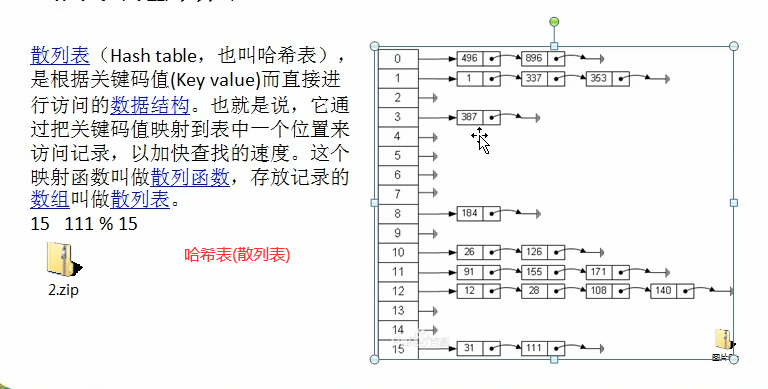 散列表（Hash table，也叫哈希表），
是根据关键码值(Key value)而直接进
行访问的数据结构。也就是说，它通
过把关键码值映射到表中一个位置来
访问记录，以加快查找的速度。这个
映射函数叫做散列函数，存放记录的
数组叫做散列表。
15 111 % 15
哈希表(散列表)
2.zip
0 496 896
1 1 337 353
2
3 387
4
5
6
7
8 184
9
10 26 126
11 91 155 171
12 12 28 108 140
13
14
15 31 111